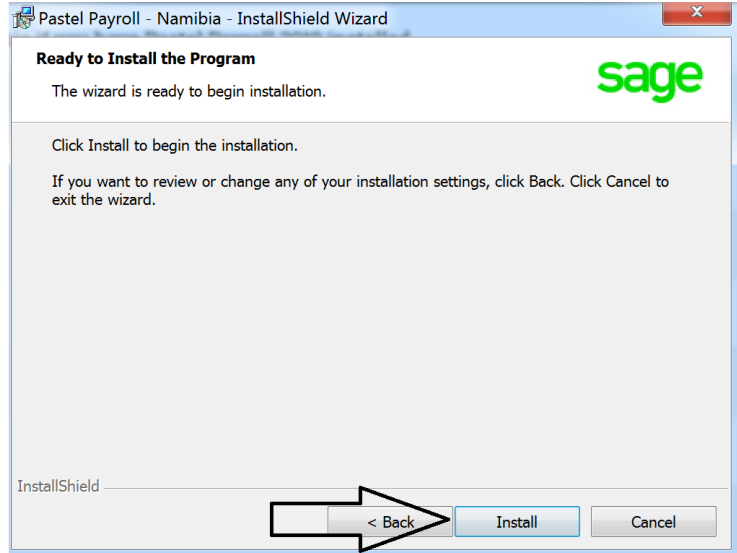 Pastel Payroll - Namibia - InstallShield Wizard
x
Ready to Install the Program
sage
The wizard is ready to begin installation.
Click Install to begin the installation.
If you want to review or change any of your installation settings, click Back. Click Cancel to
exit the wizard.
InstallShield
< Back
Install
Cancel